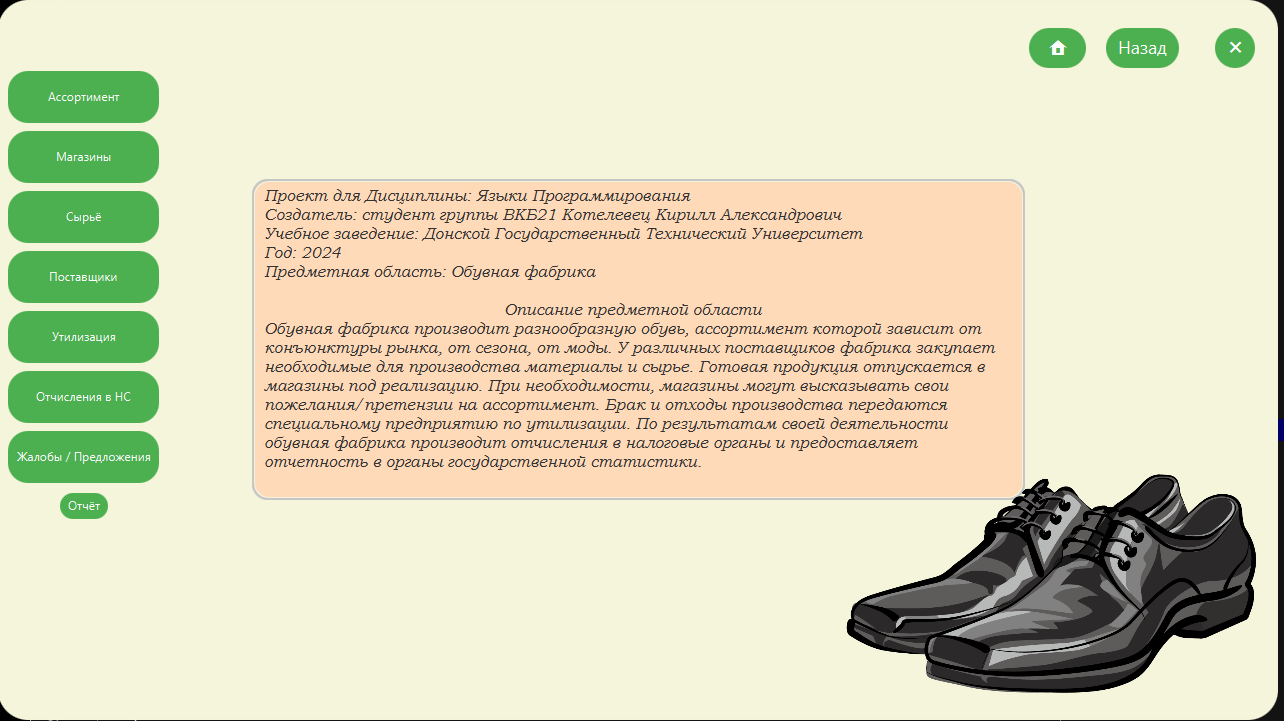 Назад
Ассортимент
Магазины
Сырьё
Поставщики
Утилизация
Отчисления в НС
Жалобы / Предложения
Отчёт
Проект для Дисциплины: Языки Программирования
Создатель: студент группы ВКБ21 Котелевец Кирилл Александрович
Учебное заведение: Донской Государственный Технический Университет
Год: 2024
Предметная область: Обувная фабрика
Описание предметной области
Обувная фабрика производит разнообразную обувь, ассортимент которой зависит от
конъюнктуры рынка, от сезона, от моды. У различных поставщиков фабрика закупает
необходимые для производства материалы и сырье. Готовая продукция отпускается в
магазины под реализацию. При необходимости, магазины могут высказывать свои
пожелания/претензии на ассортимент. Брак и отходы производства передаются
специальному предприятию по утилизации. По результатам своей деятельности
обувная фабрика производит отчисления в налоговые органы и предоставляет
отчетность в органы государственной статистики.